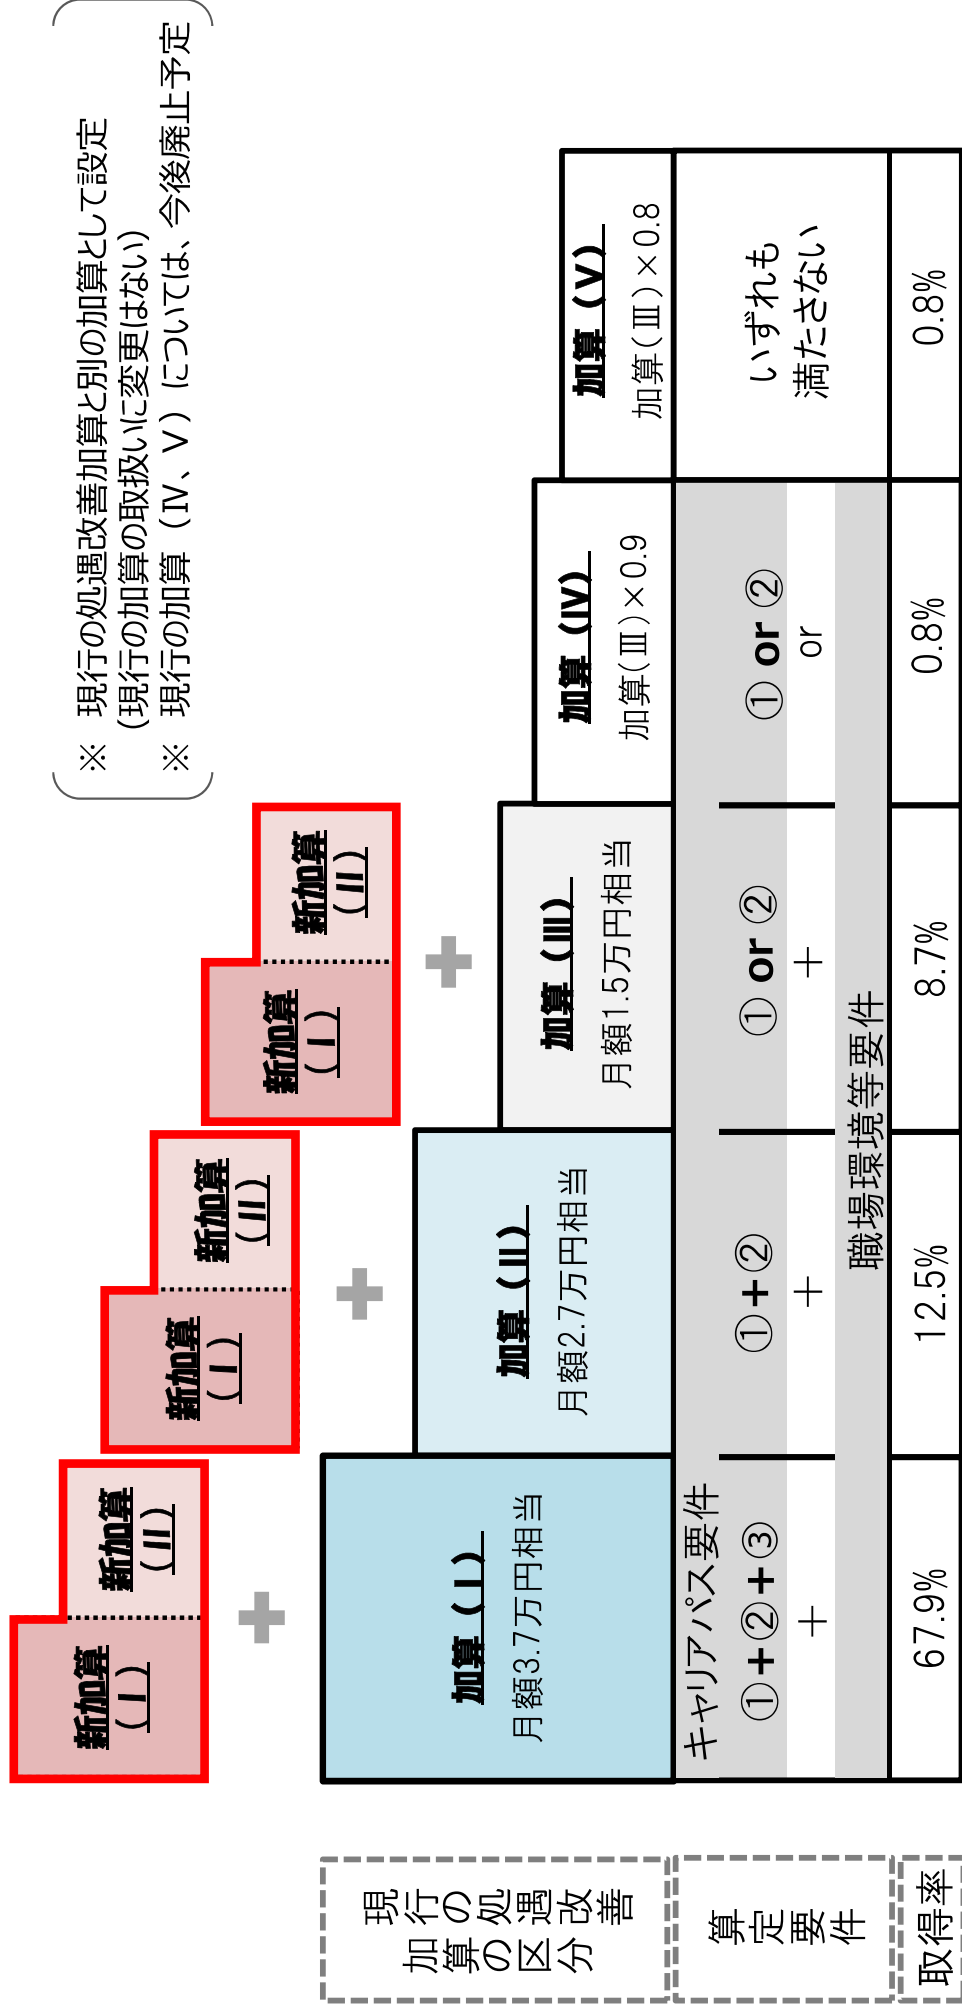 ※ 現行の処遇改善加算と別の加算として設定
(現行の加算の取扱いに変更はない)
※ 現行の加算（Ⅳ、Ⅴ）については、今後廃止予定
新加算
（Ⅰ）
新加算
（Ⅱ）
新加算
（Ⅰ）
新加算
（Ⅱ）
新加算
（Ⅰ）
新加算
（Ⅱ）
現行の処遇改善
加算の区分
加算（Ⅰ）
月額3.7万円相当
加算（Ⅱ）
月額2.7万円相当
加算（Ⅲ）
月額1.5万円相当
加算（Ⅳ）
加算(Ⅲ)×0.9
加算（Ⅴ）
加算(Ⅲ)×0.8
算定
要件
キャリアパス要件
①+②+③
①+②
① or ②
① or ②
いずれも
満たさない
＋
＋
＋
or
職場環境等要件
取得率
67.9%
12.5%
8.7%
0.8%
0.8%